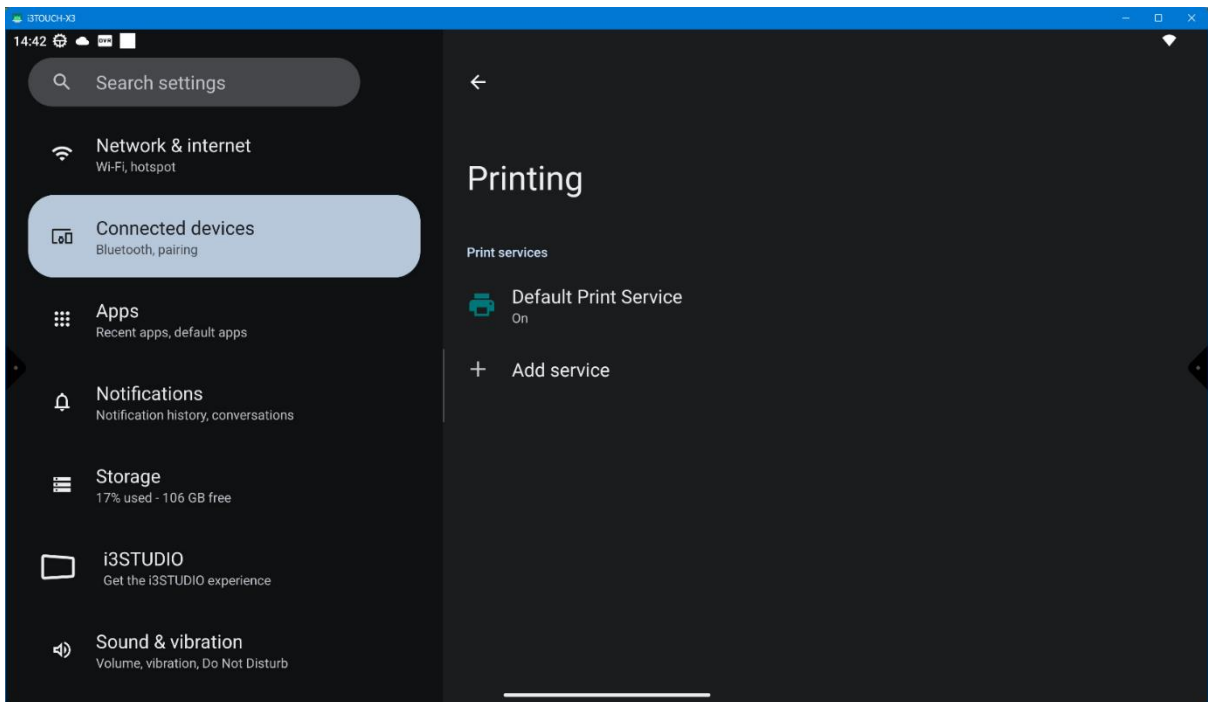 i3TOUCH-X3
14:42
DVR
Search settings
Network & internet
Wi-Fi, hotspot
Connected devices
Bluetooth, pairing
Apps
Recent apps, default apps
Notifications
Notification history, conversations
Storage
17% used - 106 GB free
i3STUDIO
Get the i3STUDIO experience
Sound & vibration
Volume, vibration, Do Not Disturb
Printing
Print services
Default Print Service
On
Add service